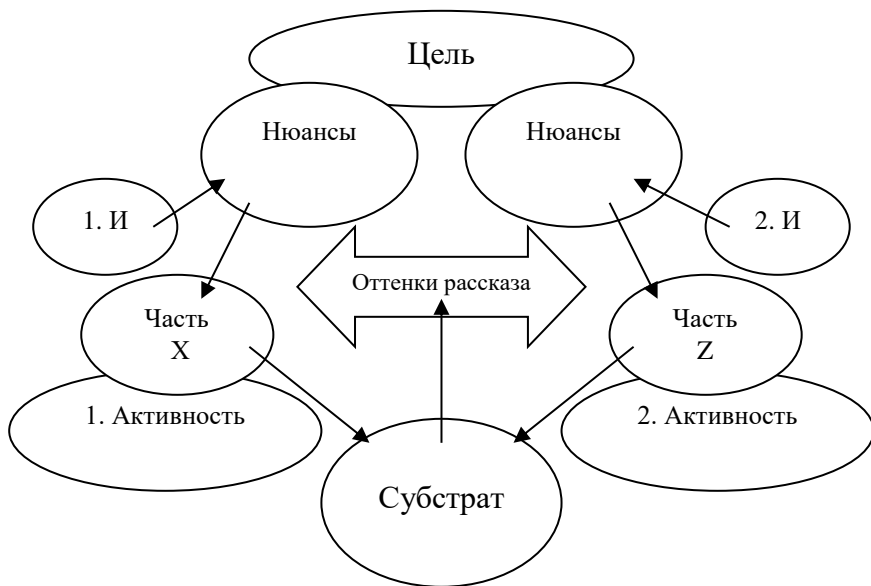 Цель
Нюансы
Нюансы
1. И
2. И
Оттенки рассказа
Часть
X
Часть
Z
1. Активность
2. Активность
Субстрат